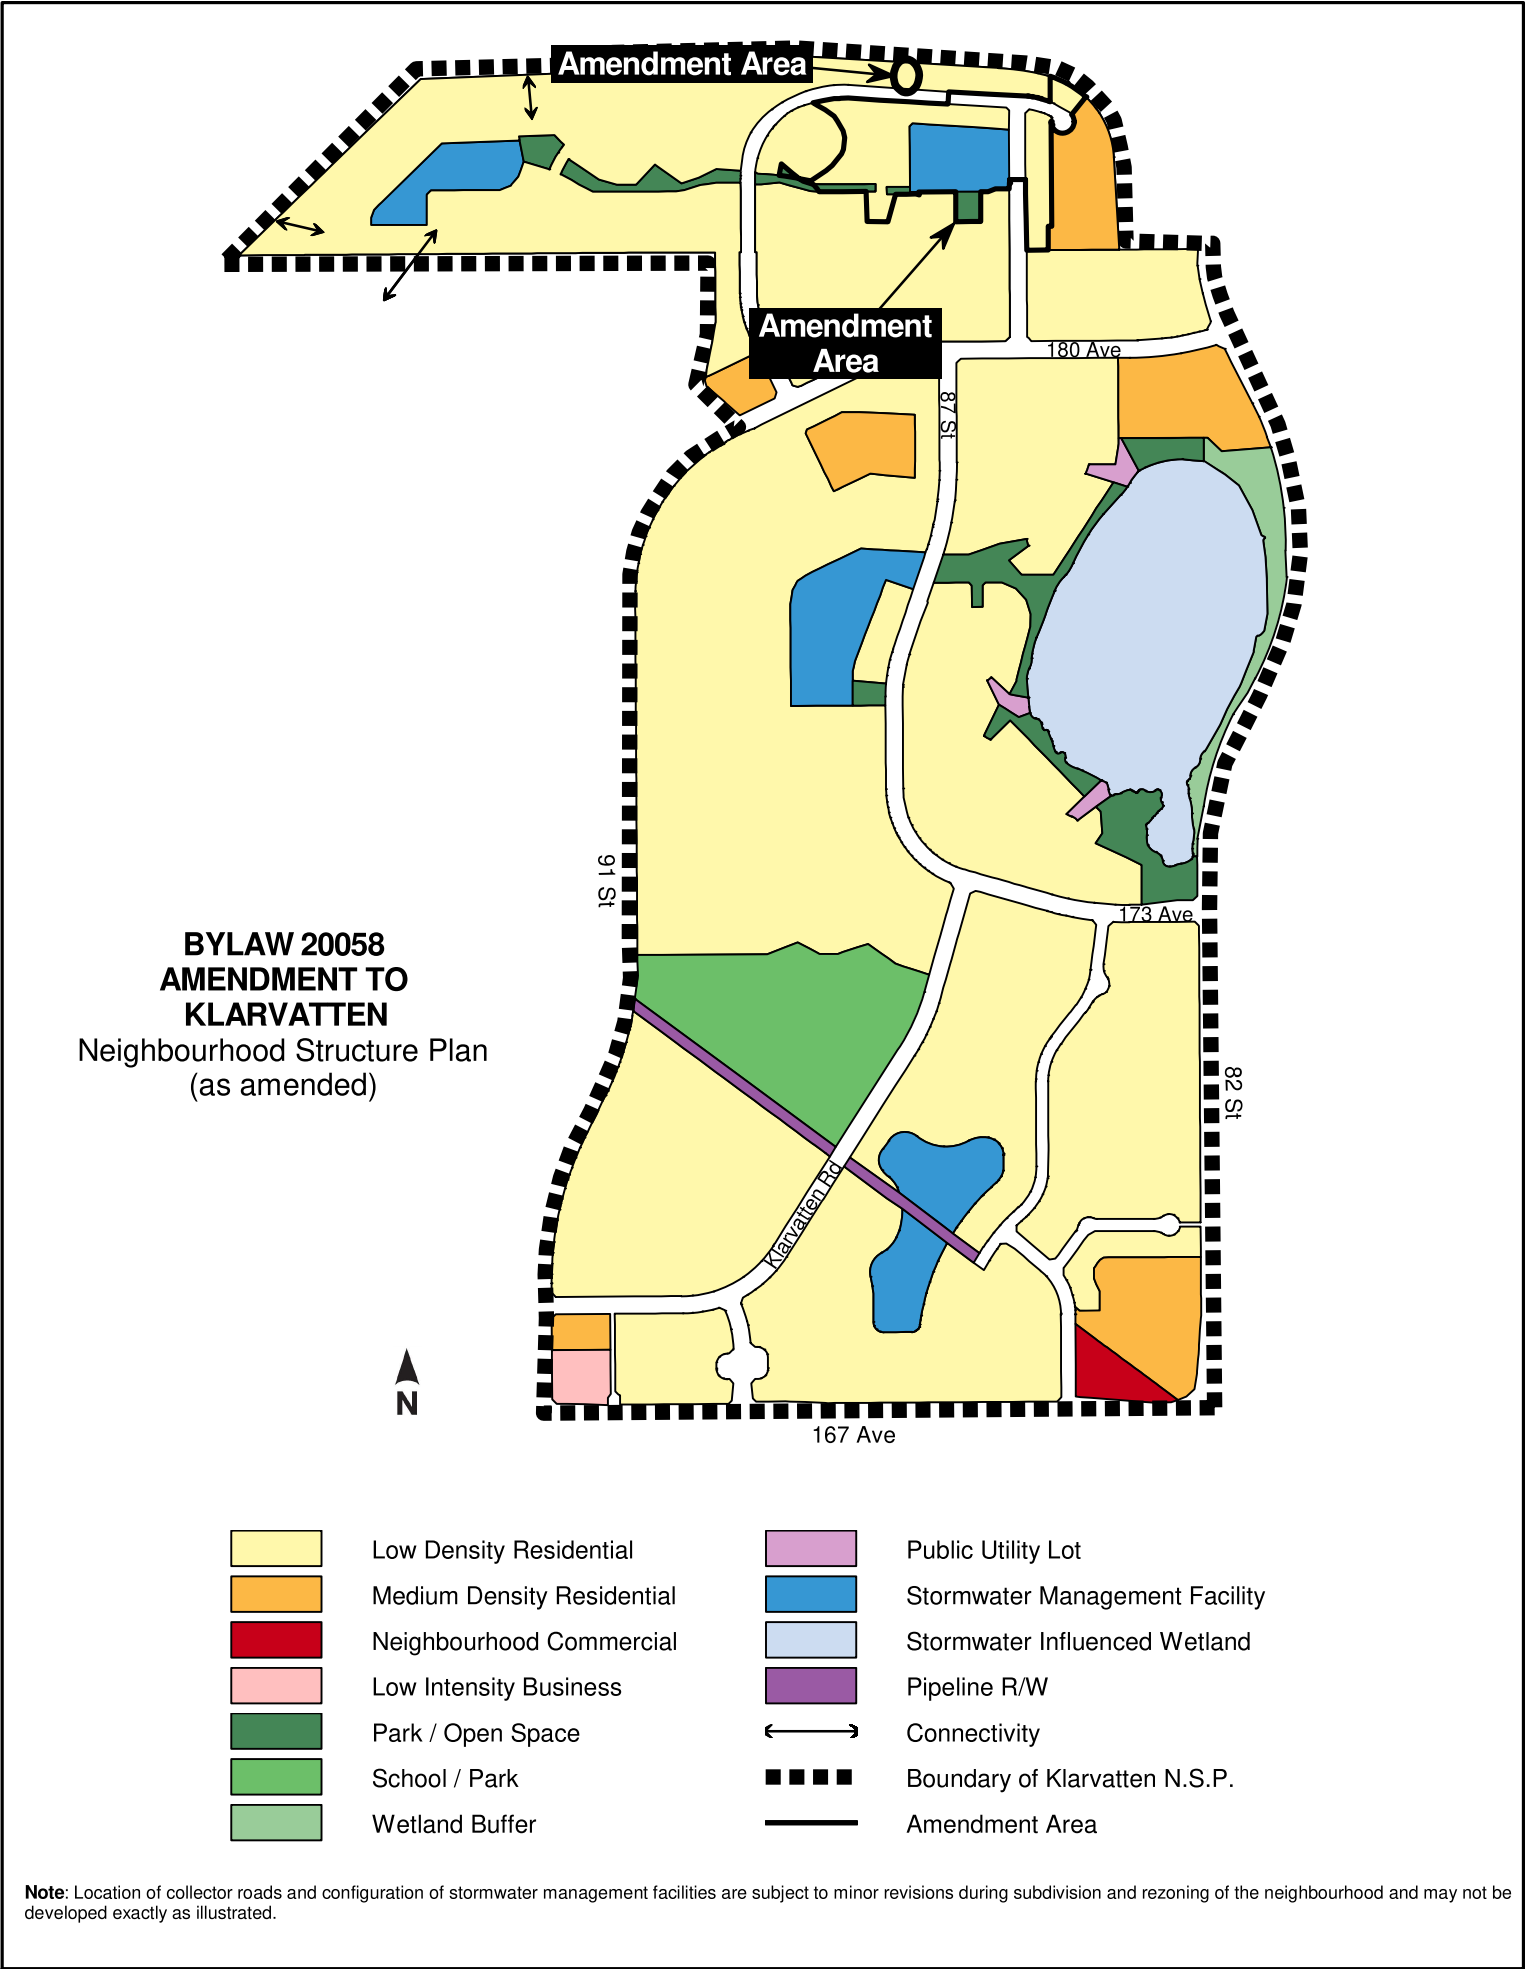 Amendment Area
Amendment
Area
180 Ave
87 St
91 St
173 Ave
BYLAW 20058
AMENDMENT TO
KLARVATTEN
Neighbourhood Structure Plan
(as amended)
82 St
Klarvatten Rd
N
167 Ave
Low Density Residential
Medium Density Residential
Neighbourhood Commercial
Low Intensity Business
Park / Open Space
School / Park
Wetland Buffer
Public Utility Lot
Stormwater Management Facility
Stormwater Influenced Wetland
Pipeline R/W
Connectivity
Boundary of Klarvatten N.S.P.
Amendment Area
Note: Location of collector roads and configuration of stormwater management facilities are subject to minor revisions during subdivision and rezoning of the neighbourhood and may not be
developed exactly as illustrated.